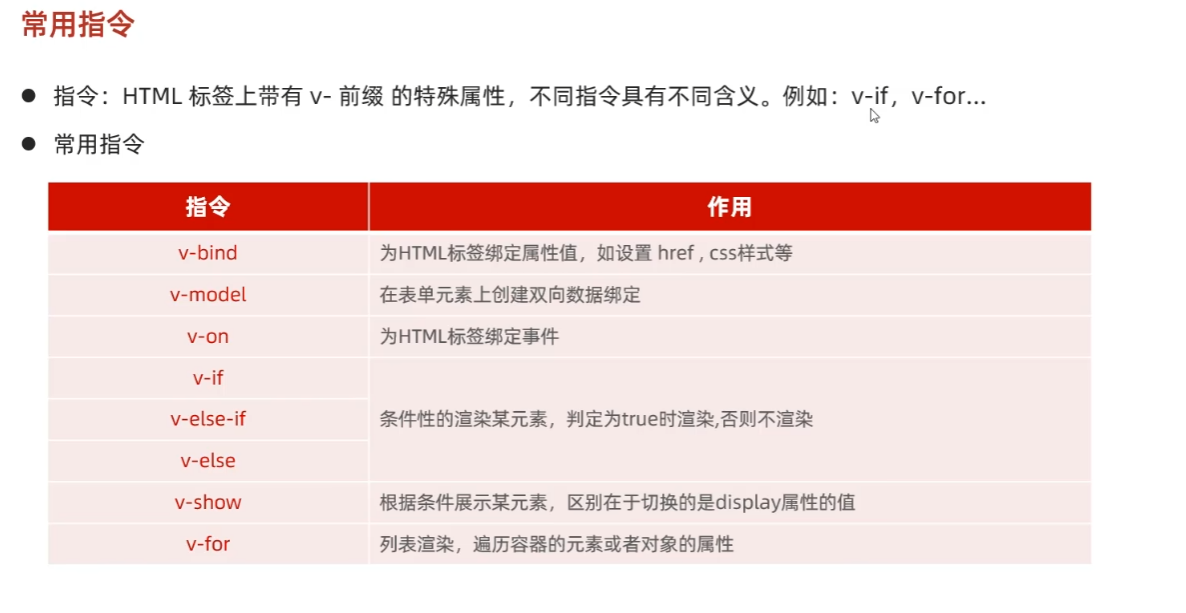 常用指令
指令：HTML 标签上带有 v- 前缀 的特殊属性，不同指令具有不同含义。例如：v-if，v-for...
常用指令
指令 作用
v-bind 为HTML标签绑定属性值，如设置 href , css样式等
v-model 在表单元素上创建双向数据绑定
v-on 为HTML标签绑定事件
v-if
v-else-if 条件性的渲染某元素，判定为true时渲染,否则不渲染
v-else
v-show 根据条件展示某元素，区别在于切换的是display属性的值
v-for 列表渲染，遍历容器的元素或者对象的属性